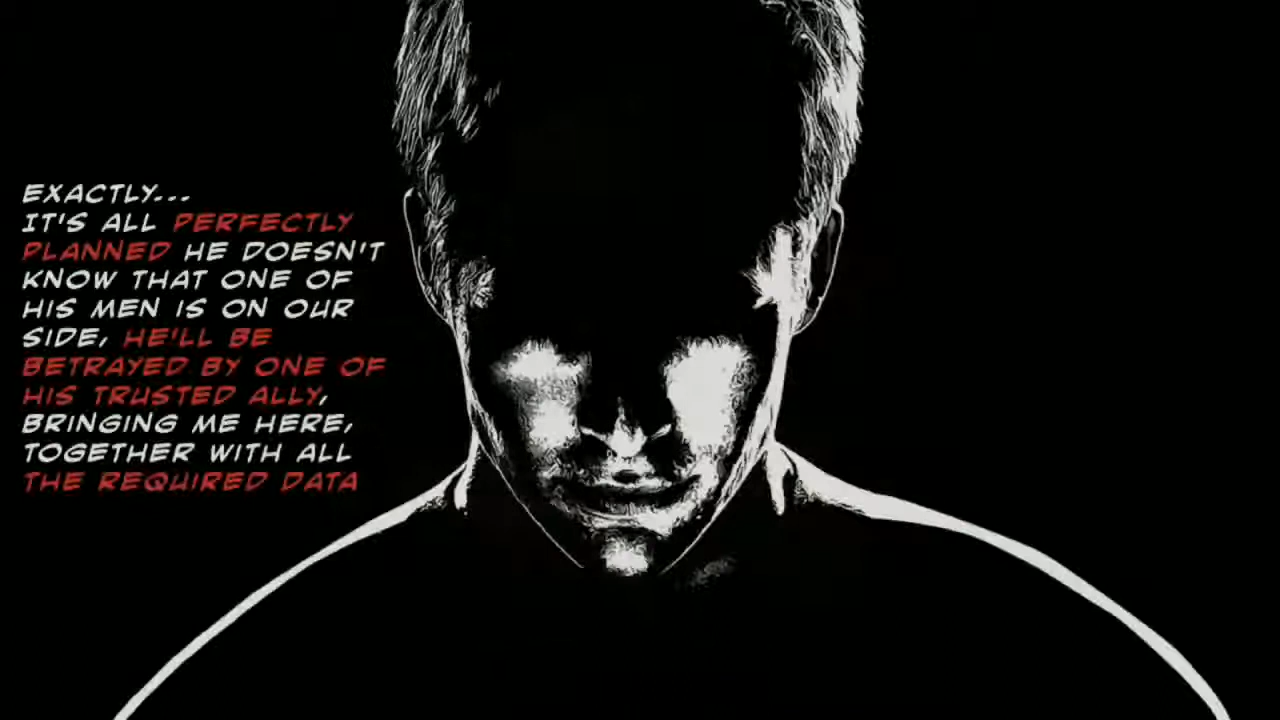 EXACTLY...
IT'S ALL PERFECTLY
PLANNED HE DOESN'T
KNOW THAT ONE OF
HIS MEN IS ON OUR
SIDE, HE'LL BE
BETRAYED BY ONE OF
HIS TRUSTED ALLY,
BRINGING ME HERE,
TOGETHER WITH ALL
THE REQUIRED DATA